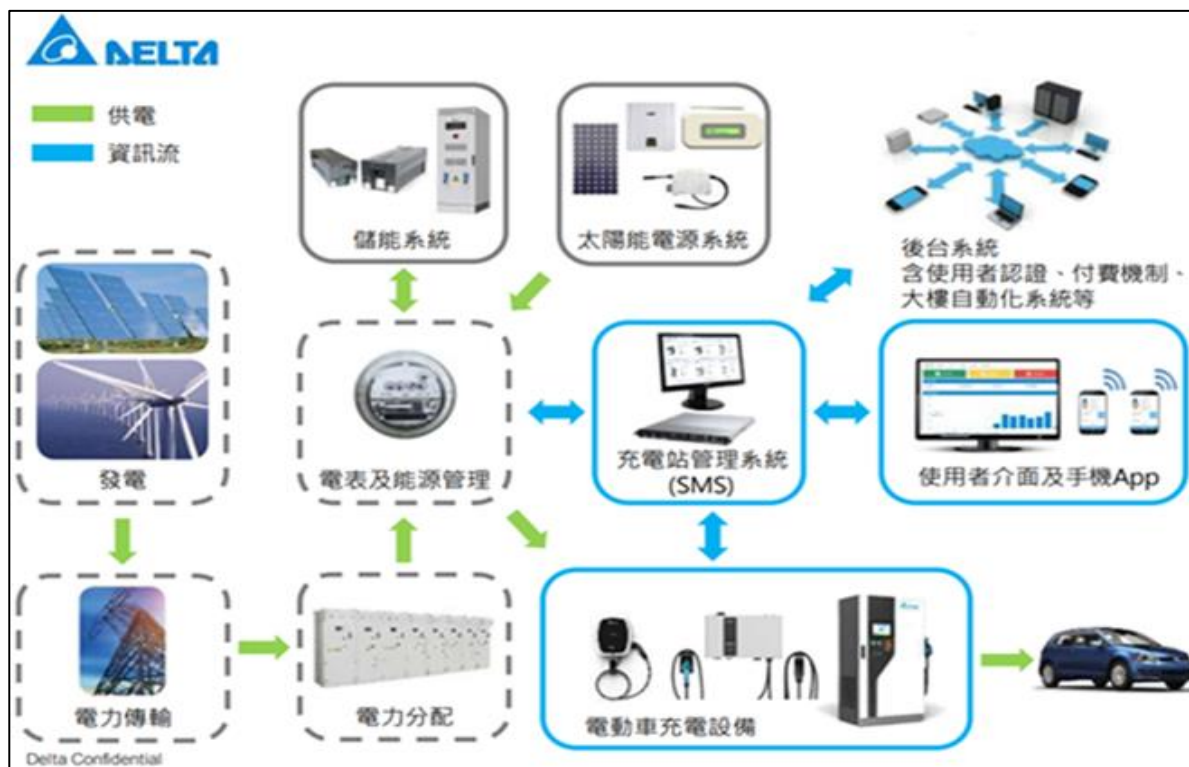 DELTA
供電
資訊流
儲能系統
太陽能電源系統
後台系統
含使用者認證、付費機制、
大樓自動化系統等
發電
電表及能源管理
充電站管理系統
(SMS)
使用者介面及手機App
電力傳輸
電力分配
電動車充電設備
Delta Confidential